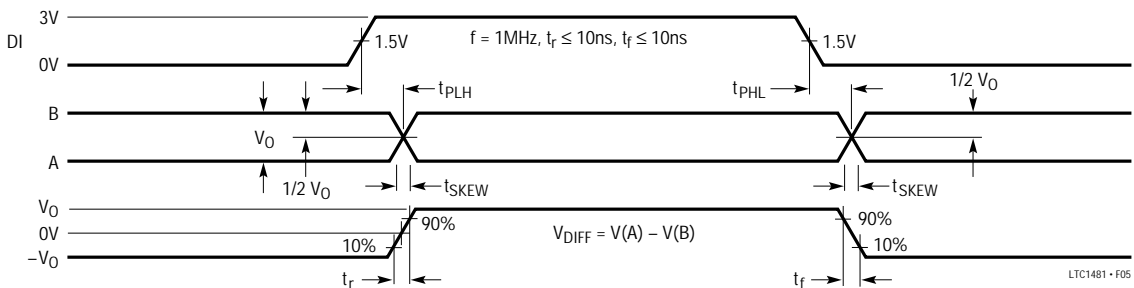 3V
DI
f = 1MHz, tr ≤ 10ns, tf ≤ 10ns
1.5V
1.5V
0V
1/2 VO
tPLH
tPHL
B
VO
A
1/2 VO
tSKEW
tSKEW
VO
90%
90%
0V
VDIFF = V(A) – V(B)
10%
10%
–VO
tr
tf
LTC1481 • F05